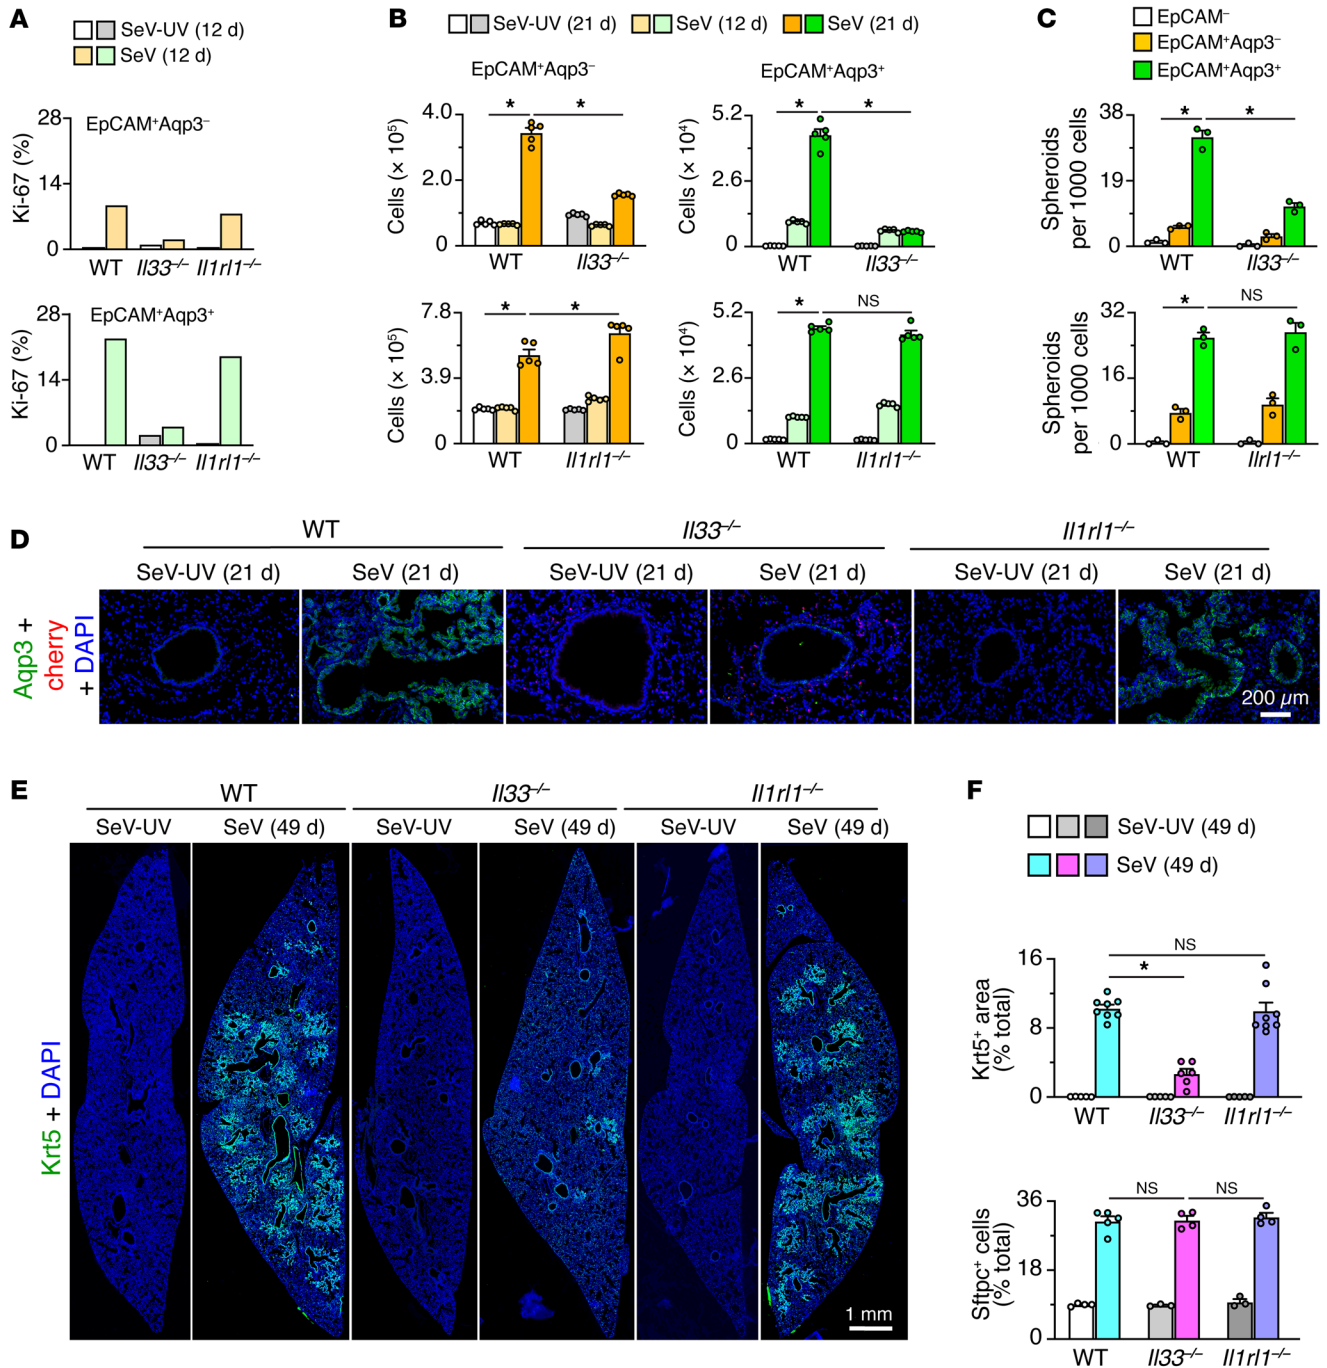 A
SeV-UV (12 d)
SeV (12 d)
28
14
0
Ki-67 (%)
EpCAM⁺Aqp3⁻
WT Il33⁻/⁻ Il1rl1⁻/⁻
28
14
0
Ki-67 (%)
EpCAM⁺Aqp3⁺
WT Il33⁻/⁻ Il1rl1⁻/⁻
B
SeV-UV (21 d) SeV (12 d) SeV (21 d)
EpCAM⁺Aqp3⁻
4.0
2.0
0
Cells (× 10⁵)
* *
WT Il33⁻/⁻
EpCAM⁺Aqp3⁺
5.2
2.6
0
Cells (× 10⁴)
* *
WT Il33⁻/⁻
7.8
3.9
0
Cells (× 10⁵)
* *
WT Il1rl1⁻/⁻
5.2
2.6
0
Cells (× 10⁴)
* NS
WT Il1rl1⁻/⁻
C
EpCAM⁻
EpCAM⁺Aqp3⁻
EpCAM⁺Aqp3⁺
38
19
0
Spheroids
per 1000 cells
* *
WT Il33⁻/⁻
32
16
0
Spheroids
per 1000 cells
* NS
WT Ilrl1⁻/⁻
D
WT Il33⁻/⁻ Il1rl1⁻/⁻
SeV-UV (21 d) SeV (21 d) SeV-UV (21 d) SeV (21 d) SeV-UV (21 d) SeV (21 d)
Aqp3 +
cherry
+ DAPI
200 µm
E
WT Il33⁻/⁻ Il1rl1⁻/⁻
SeV-UV SeV (49 d) SeV-UV SeV (49 d) SeV-UV SeV (49 d)
Krt5 + DAPI
1 mm
F
SeV-UV (49 d)
SeV (49 d)
16
8
0
Krt5⁺ area
(% total)
NS
*
WT Il33⁻/⁻ Il1rl1⁻/⁻
36
18
0
Sftpc⁺ cells
(% total)
NS NS
WT Il33⁻/⁻ Il1rl1⁻/⁻